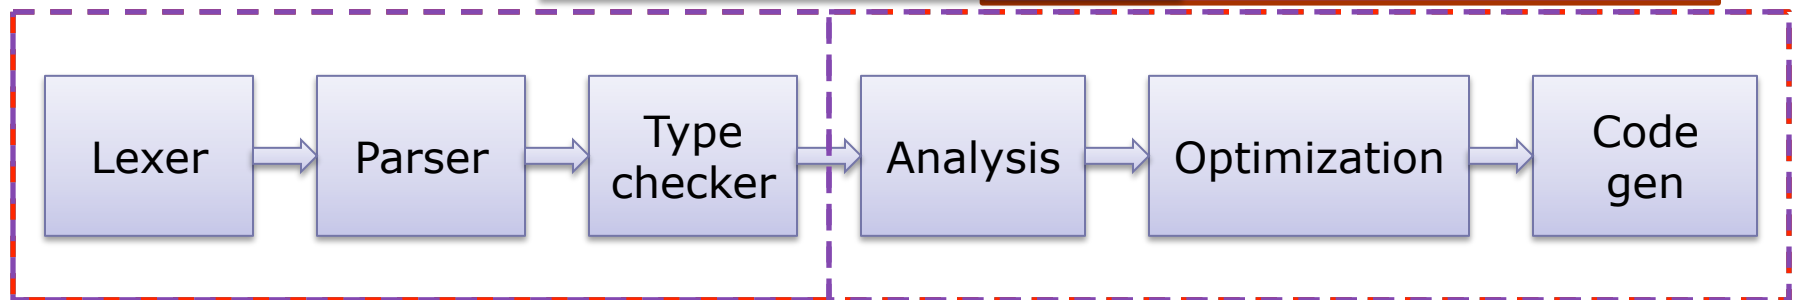 Lexer
Parser
Type
checker
Analysis
Optimization
Code
gen